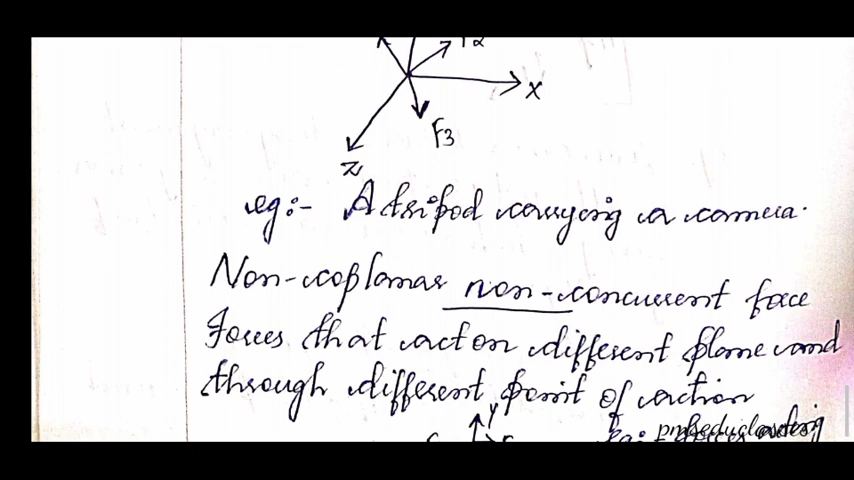 F2
X
F3
Z
eg:- A tripod carrying a camera.
Non-coplanar non-concurrent force
Forces that act on different plane and
through different point of action
Y